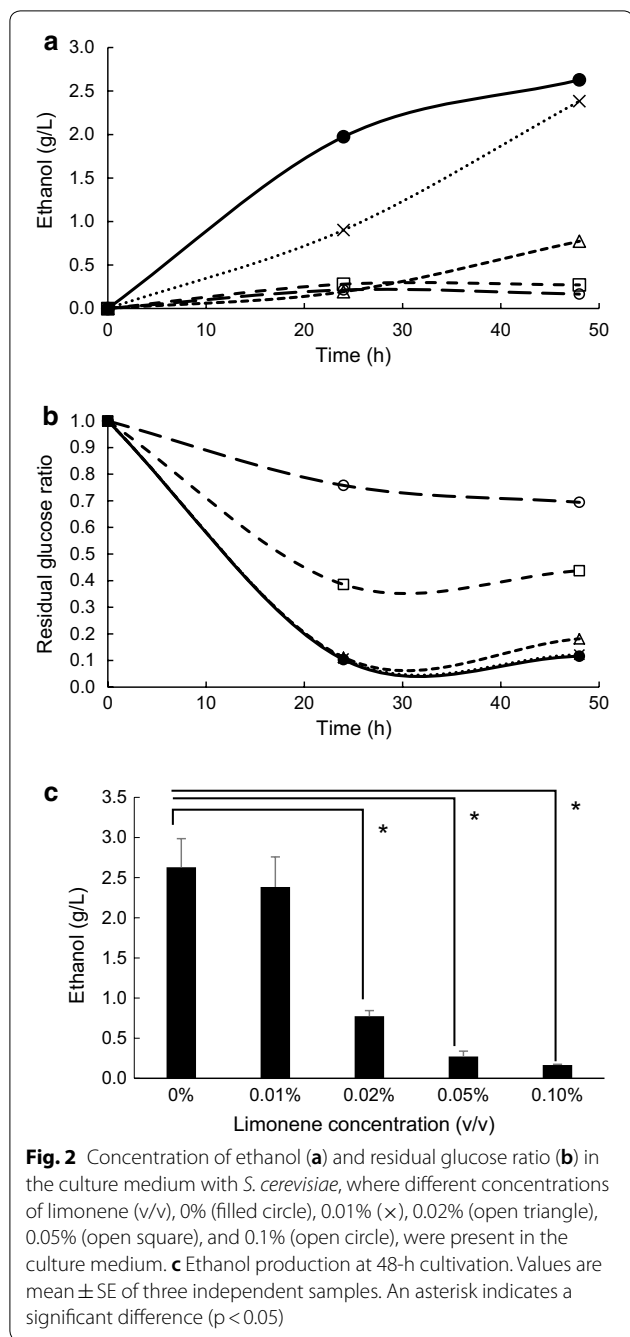 a
3.0
2.5
2.0
1.5
1.0
0.5
0.0
Ethanol (g/L)
0 10 20 30 40 50
Time (h)
b
1.0
0.9
0.8
0.7
0.6
0.5
0.4
0.3
0.2
0.1
0.0
Residual glucose ratio
0 10 20 30 40 50
Time (h)
c
3.5
3.0
2.5
2.0
1.5
1.0
0.5
0.0
Ethanol (g/L)
* * *
0% 0.01% 0.02% 0.05% 0.10%
Limonene concentration (v/v)
Fig. 2 Concentration of ethanol (a) and residual glucose ratio (b) in
the culture medium with S. cerevisiae, where different concentrations
of limonene (v/v), 0% (filled circle), 0.01% (×), 0.02% (open triangle),
0.05% (open square), and 0.1% (open circle), were present in the
culture medium. c Ethanol production at 48-h cultivation. Values are
mean ± SE of three independent samples. An asterisk indicates a
significant difference (p < 0.05)